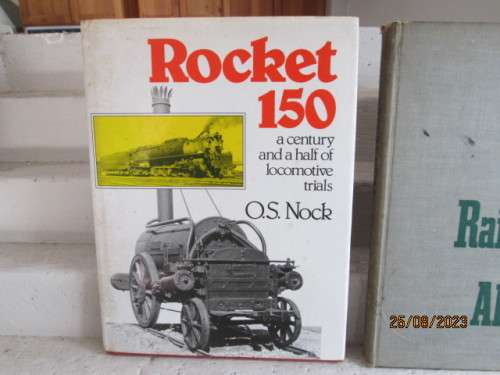 Rocket
150
a century
and a half of
locomotive
trials
O.S. Nock
25/08/2023